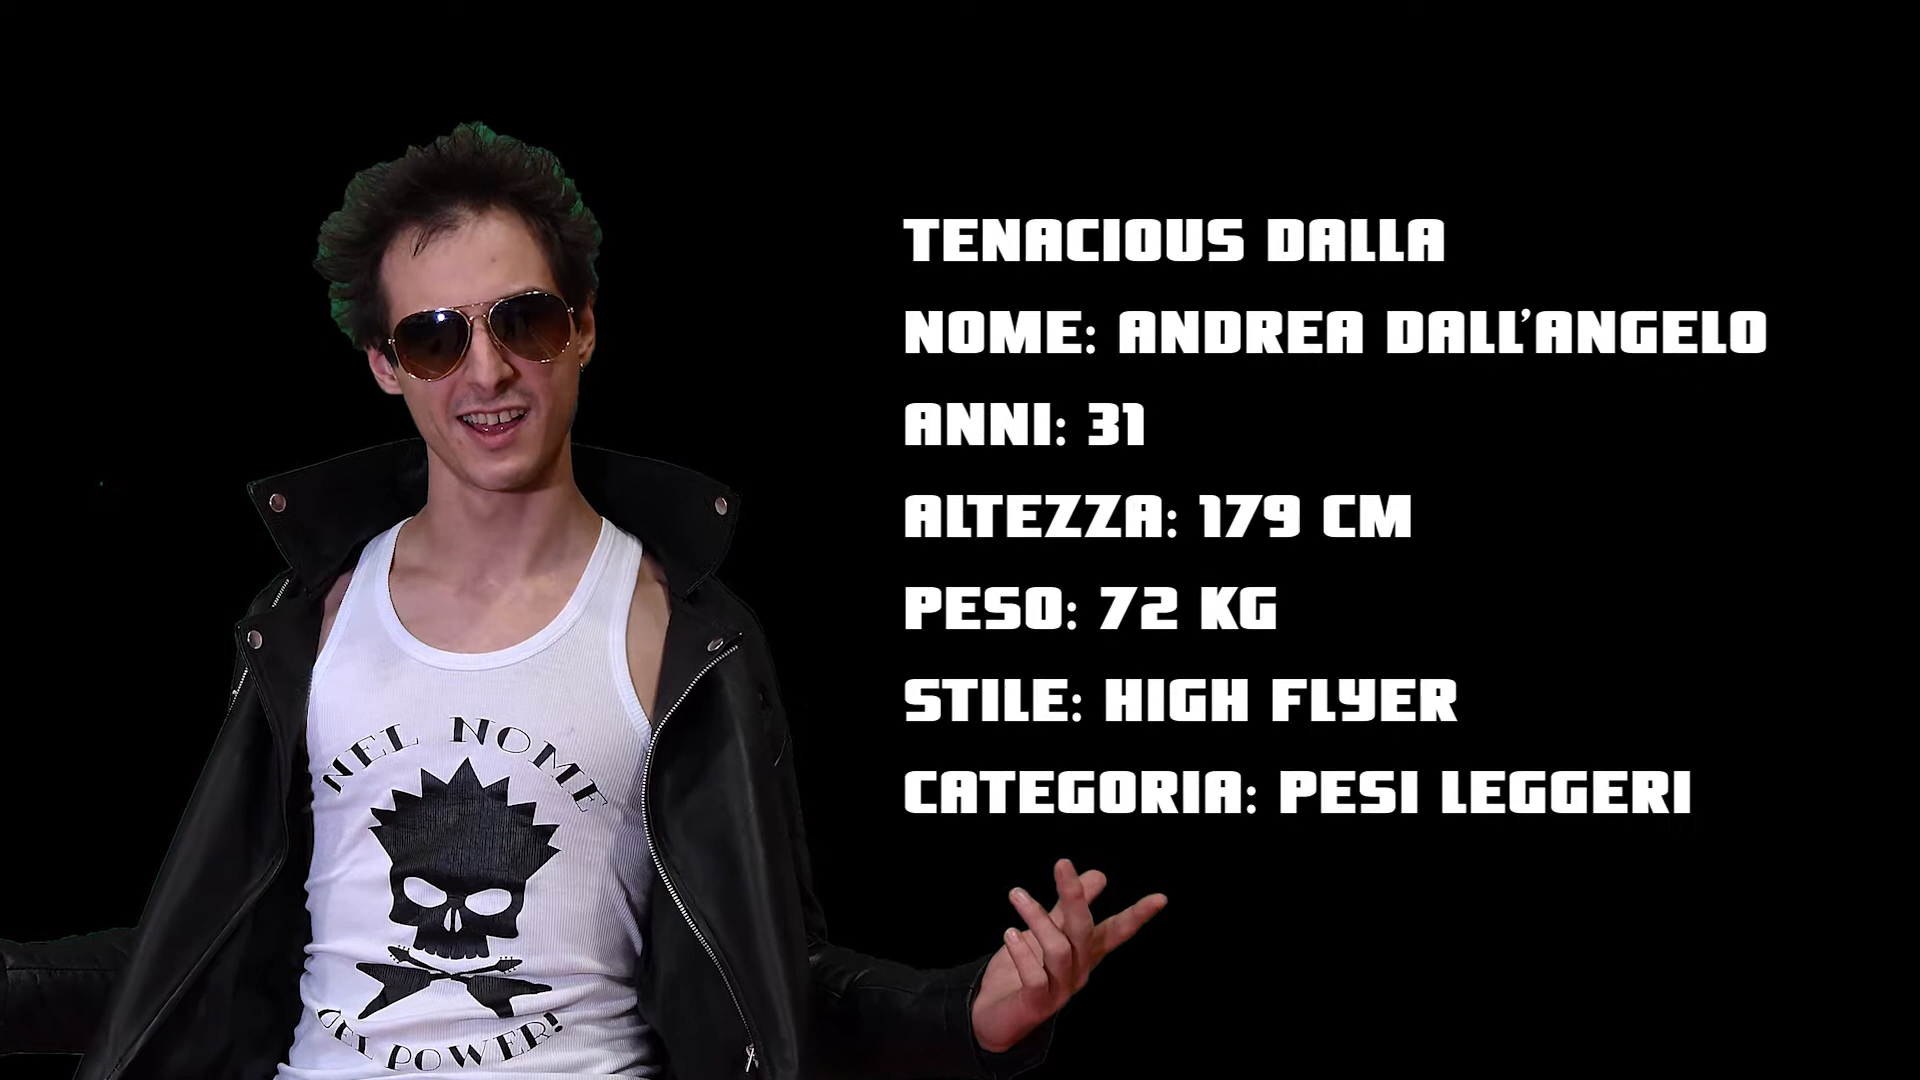 TENACIOUS DALLA
NOME: ANDREA DALL'ANGELO
ANNI: 31
ALTEZZA: 179 CM
PESO: 72 KG
STILE: HIGH FLYER
CATEGORIA: PESI LEGGERI
NEL NOME
DEL POWER!